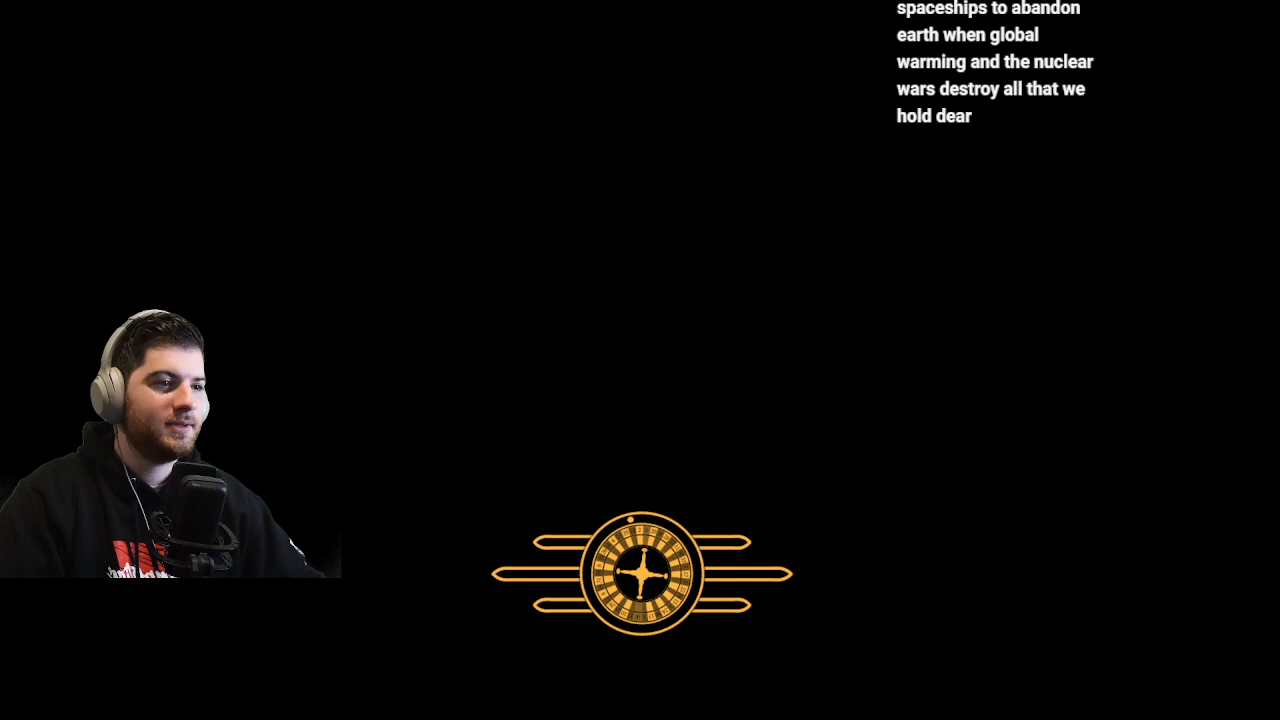 spaceships to abandon
earth when global
warming and the nuclear
wars destroy all that we
hold dear